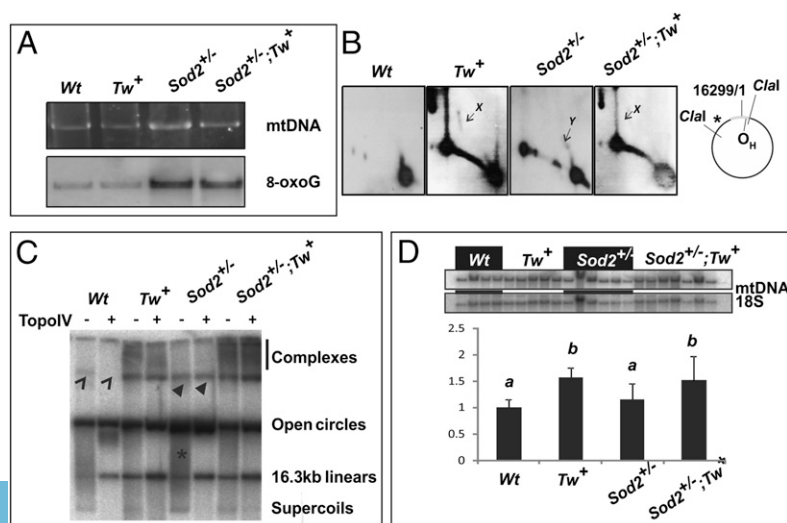 A
Wt Tw+ Sod2+/- Sod2+/-;Tw+
mtDNA
8-oxoG
B
Wt Tw+ Sod2+/- Sod2+/-;Tw+
X Y X
16299/1 ClaI
ClaI *
OH
C
Wt Tw+ Sod2+/- Sod2+/-;Tw+
TopoIV - + - + - + - +
Complexes
Open circles
*
16.3kb linears
Supercoils
D
Wt Tw+ Sod2+/- Sod2+/-;Tw+
mtDNA
18S
2.5
2
1.5
1
0.5
0
a b a b
Wt Tw+ Sod2+/- Sod2+/-;Tw+